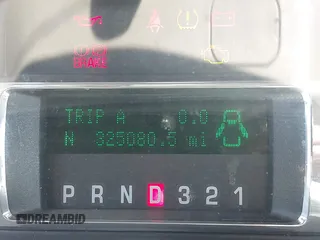 TRIP A 0.0
N 325080.5 mi
P R N D 3 2 1
DREAMBID